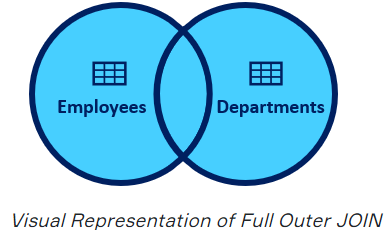 Employees
Departments
Visual Representation of Full Outer JOIN